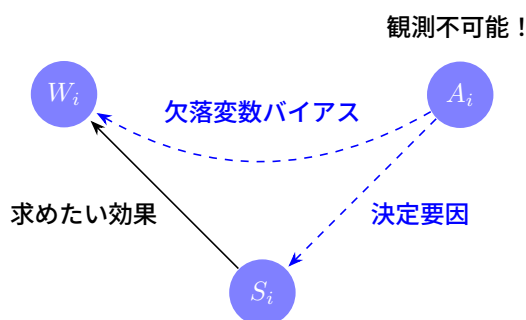 観測不可能！
W_i
A_i
欠落変数バイアス
求めたい効果
決定要因
S_i